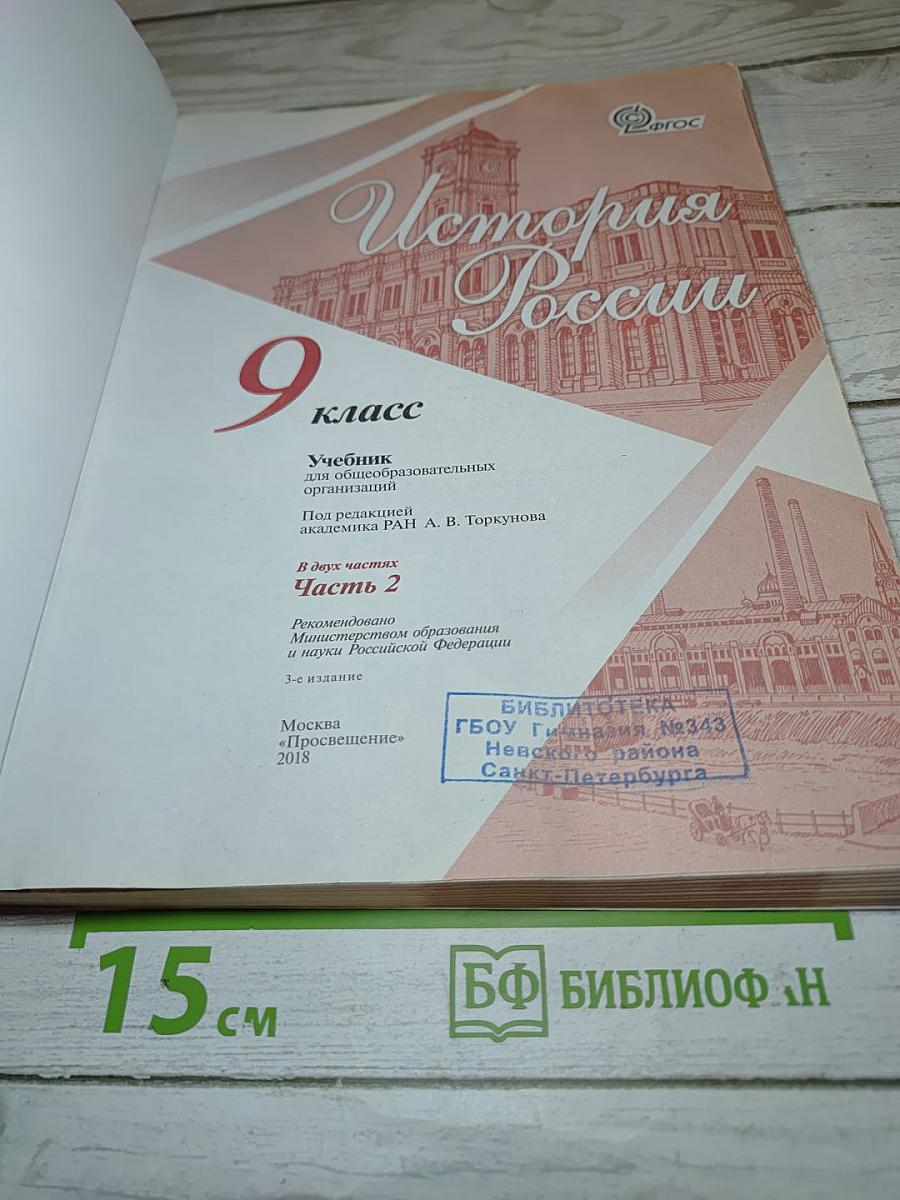 ФГОС
История
России
9 класс
Учебник
для общеобразовательных
организаций
Под редакцией
академика РАН А. В. Торкунова
В двух частях
Часть 2
Рекомендовано
Министерством образования
и науки Российской Федерации
3-е издание
Москва
«Просвещение»
2018
БИБЛИОТЕКА
ГБОУ Гимназия №343
Невского района
Санкт-Петербурга
15 см
БФ БИБЛИОФАН